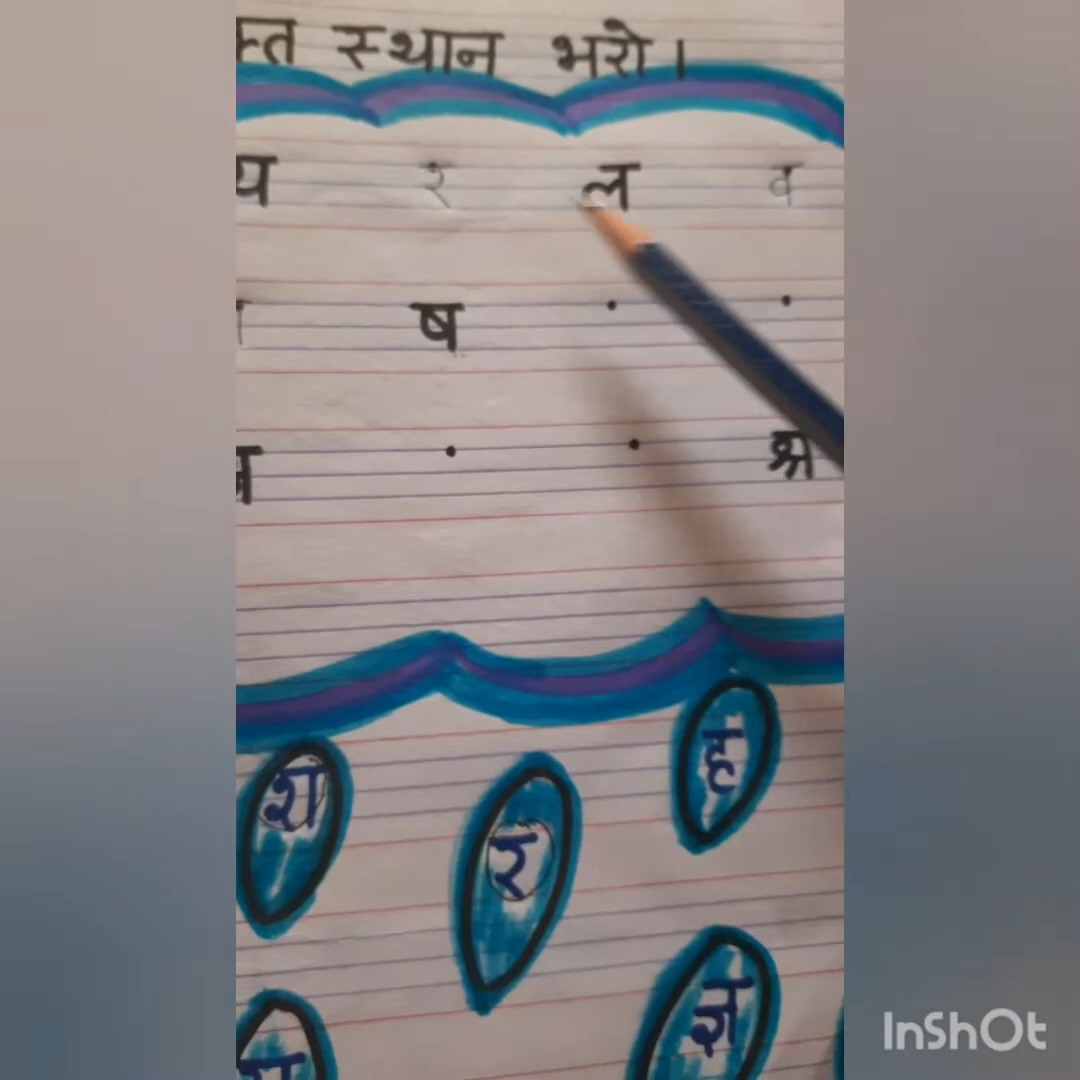 क्त स्थान भरो।
य र ल व
ष
श्र
श
र
ह
ज्ञ
InShOt